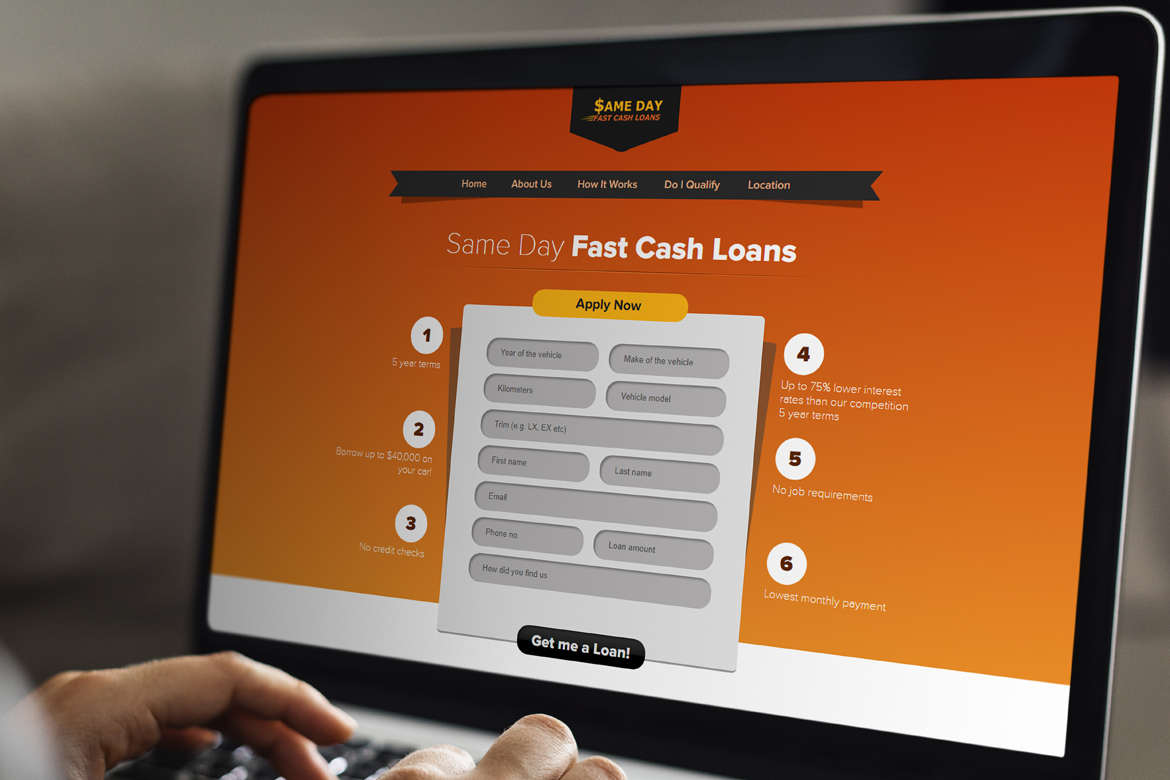 $AME DAY
FAST CASH LOANS
Home About Us How It Works Do I Qualify Location
Same Day Fast Cash Loans
Apply Now
1
5 year terms
2
Borrow up to $40,000 on
your car!
3
No credit checks
Year of the vehicle Make of the vehicle
Kilometers Vehicle model
Trim (e.g. LX, EX etc)
First name Last name
Email
Phone no. Loan amount
How did you find us
Get me a Loan!
4
Up to 75% lower interest
rates than our competition
5 year terms
5
No job requirements
6
Lowest monthly payment